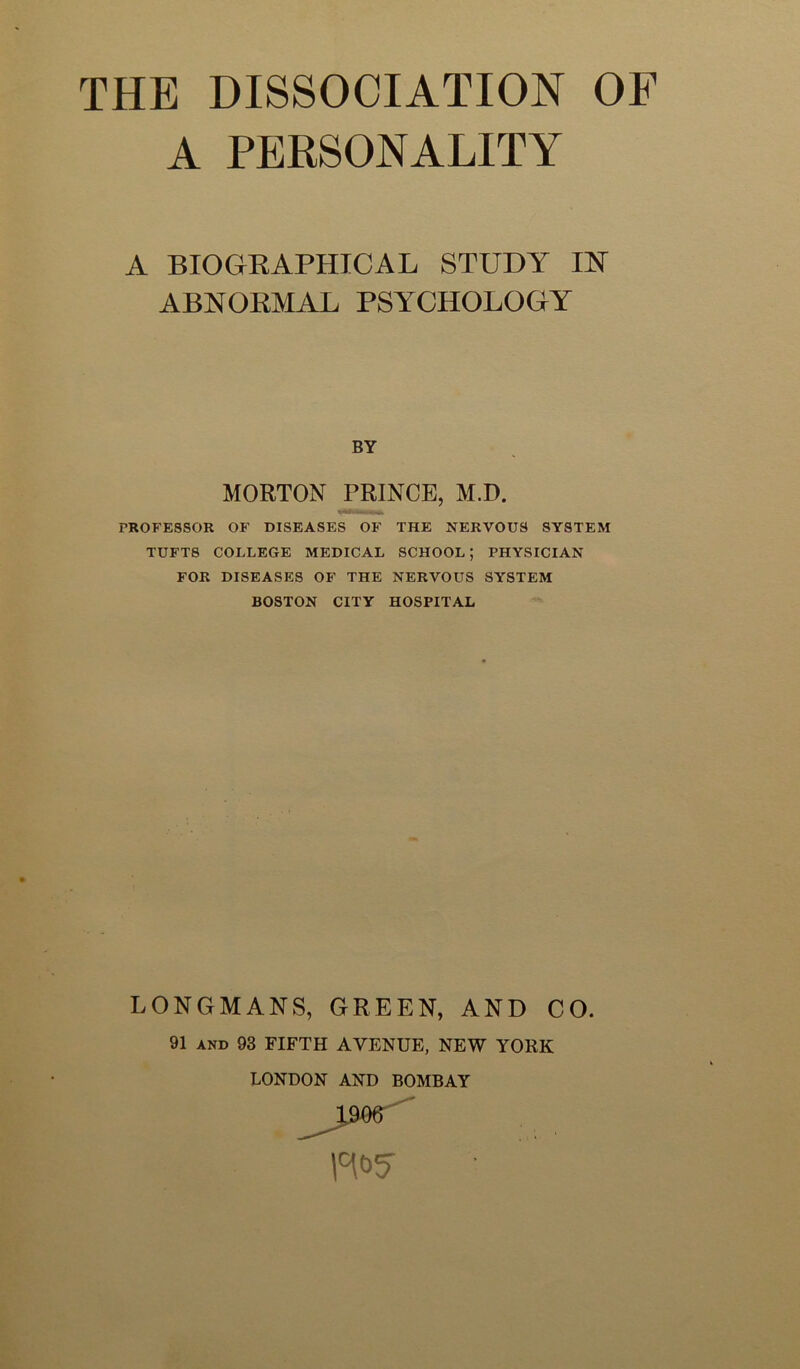 THE DISSOCIATION OF
A PERSONALITY
A BIOGRAPHICAL STUDY IN
ABNORMAL PSYCHOLOGY
BY
MORTON PRINCE, M.D.
PROFESSOR OF DISEASES OF THE NERVOUS SYSTEM
TUFTS COLLEGE MEDICAL SCHOOL; PHYSICIAN
FOR DISEASES OF THE NERVOUS SYSTEM
BOSTON CITY HOSPITAL
LONGMANS, GREEN, AND CO.
91 AND 93 FIFTH AVENUE, NEW YORK
LONDON AND BOMBAY
1906
1905